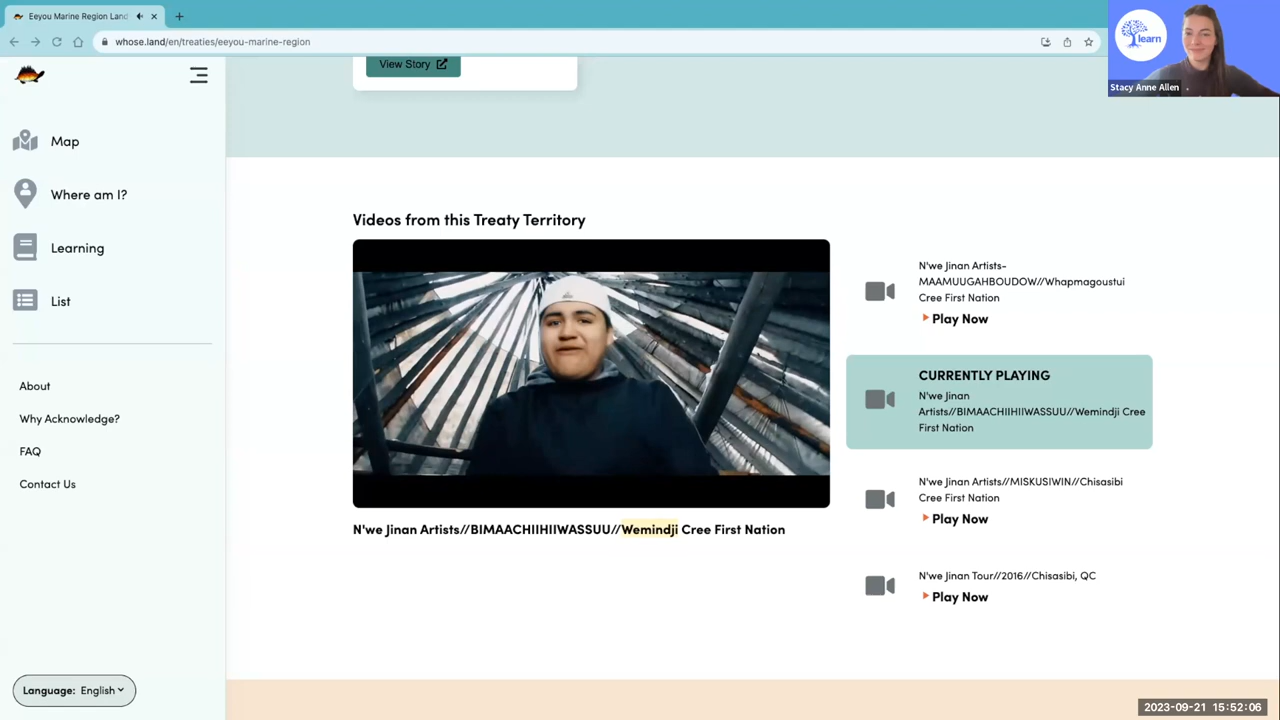 Eeyou Marine Region Land
whose.land/en/treaties/eeyou-marine-region
learn
Stacy Anne Allen
Map
Where am I?
Learning
List
About
Why Acknowledge?
FAQ
Contact Us
Language: English
View Story
Videos from this Treaty Territory
N'we Jinan Artists//BIMAACHIIHIIWASSUU//Wemindji Cree First Nation
N'we Jinan Artists-
MAAMUUGAHBOUDOW//Whapmagoustui
Cree First Nation
Play Now
CURRENTLY PLAYING
N'we Jinan
Artists//BIMAACHIIHIIWASSUU//Wemindji Cree
First Nation
N'we Jinan Artists//MISKUSIWIN//Chisasibi
Cree First Nation
Play Now
N'we Jinan Tour//2016//Chisasibi, QC
Play Now
2023-09-21 15:52:06